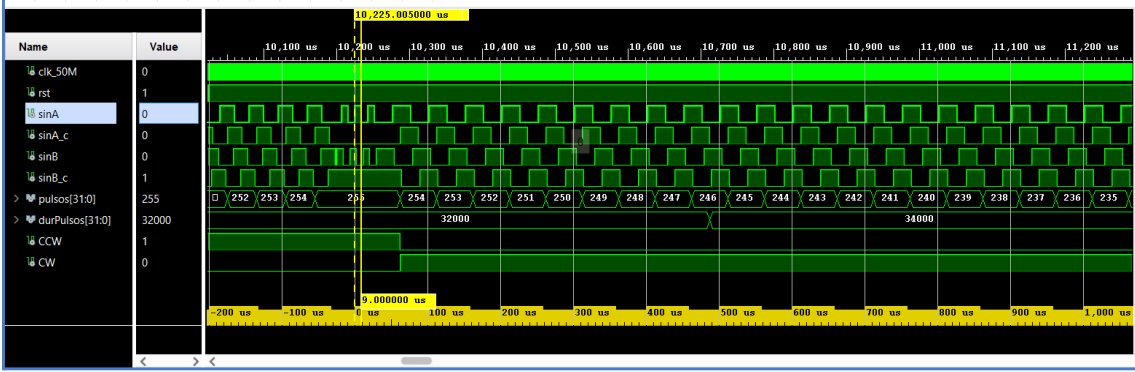 10,225.005000 us
Name Value
10,100 us 10,200 us 10,300 us 10,400 us 10,500 us 10,600 us 10,700 us 10,800 us 10,900 us 11,000 us 11,100 us 11,200 us
clk_50M 0
rst 1
sinA 0
sinA_c 0
sinB 0
sinB_c 1
pulsos[31:0] 255 252 253 254 255 254 253 252 251 250 249 248 247 246 245 244 243 242 241 240 239 238 237 236 235
durPulsos[31:0] 32000 32000 34000
CCW 1
CW 0
9.000000 us
-200 us -100 us 0 us 100 us 200 us 300 us 400 us 500 us 600 us 700 us 800 us 900 us 1,000 us